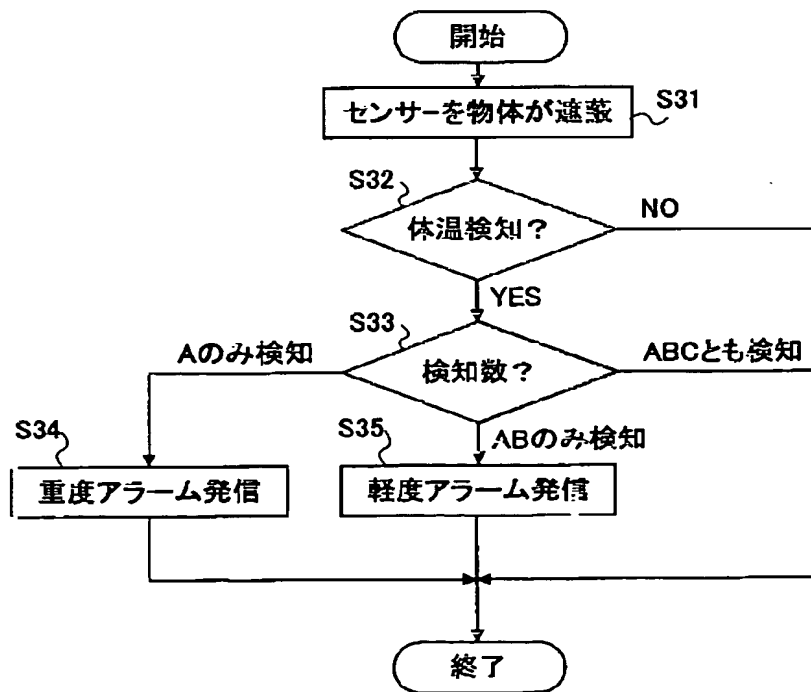 開始
センサーを物体が遮蔽
S31
S32
体温検知?
NO
YES
S33
Aのみ検知
検知数?
ABCとも検知
S34
S35
ABのみ検知
重度アラーム発信
軽度アラーム発信
終了